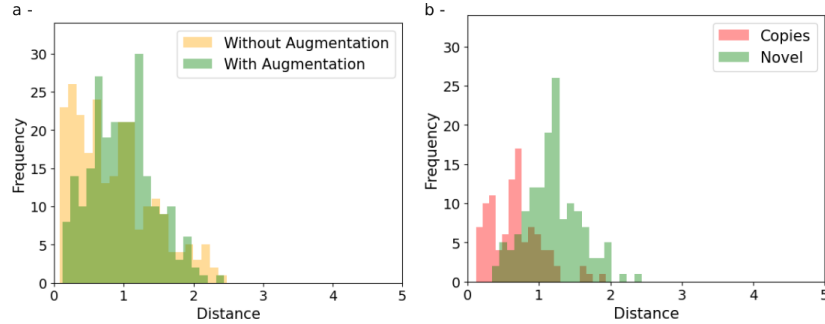 a -
Without Augmentation
With Augmentation
30
25
20
15
10
5
0
Frequency
0 1 2 3 4 5
Distance
b -
Copies
Novel
30
25
20
15
10
5
0
Frequency
0 1 2 3 4 5
Distance